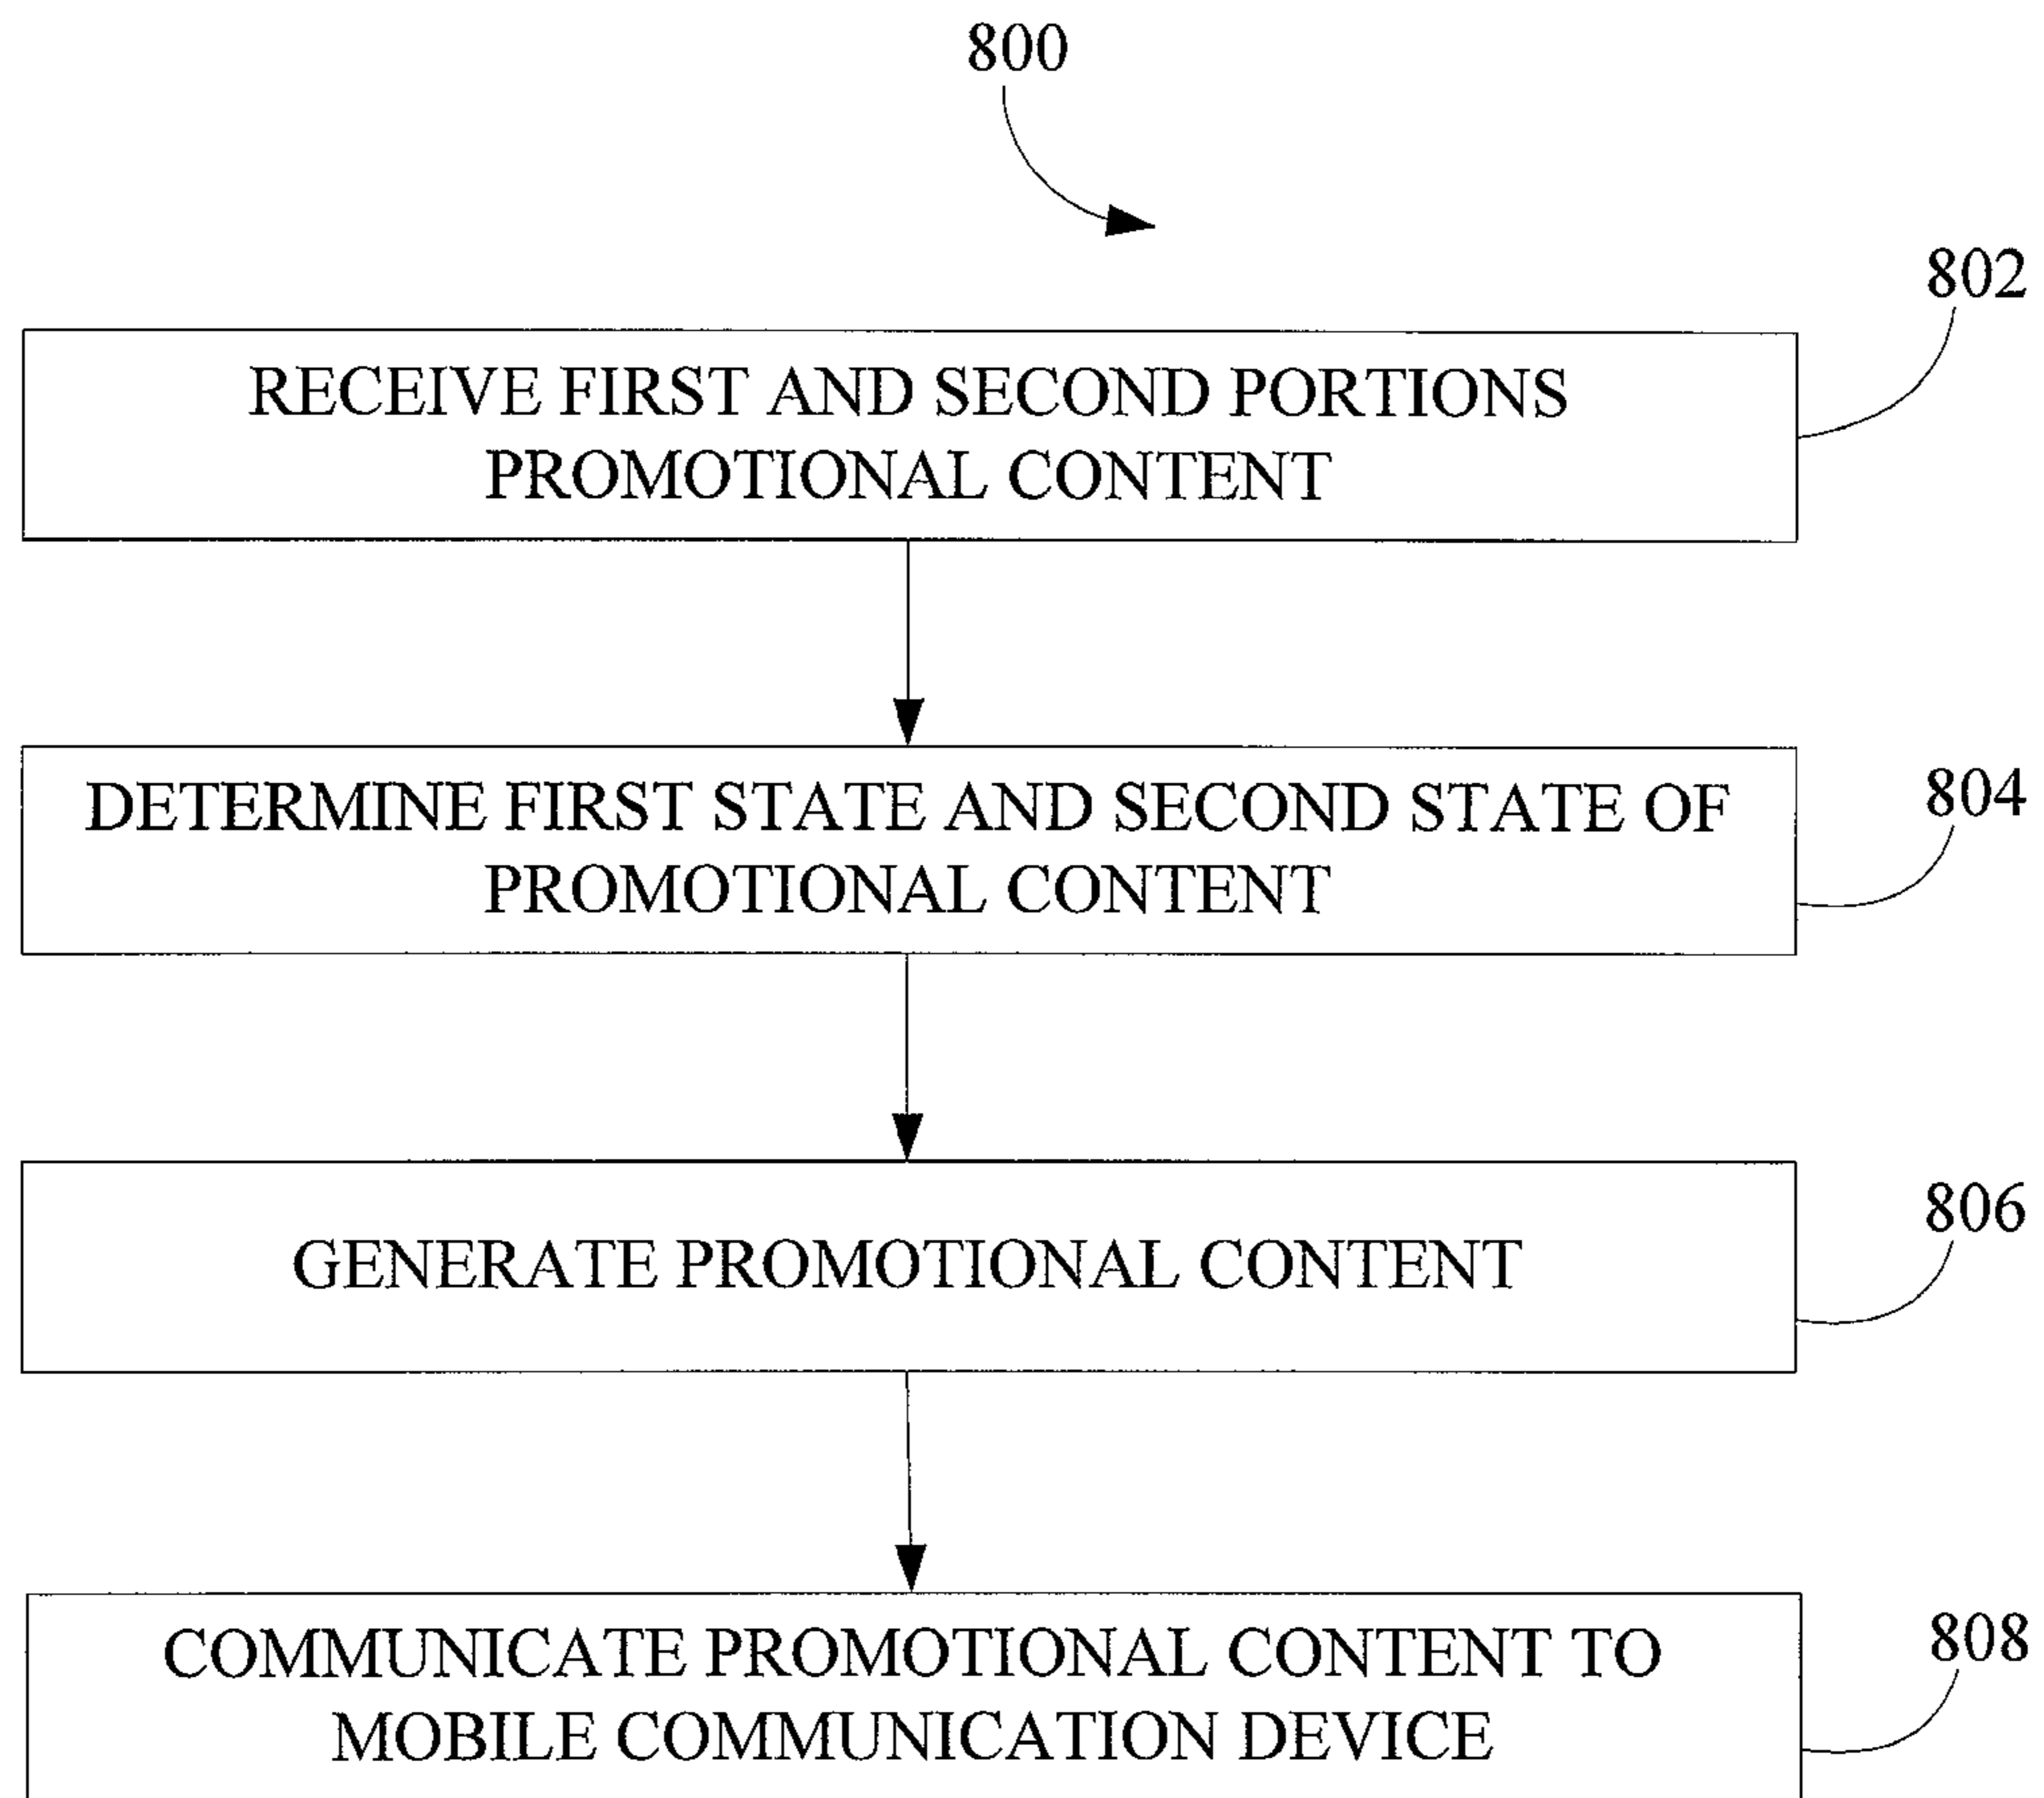 800
802
RECEIVE FIRST AND SECOND PORTIONS
PROMOTIONAL CONTENT
804
DETERMINE FIRST STATE AND SECOND STATE OF
PROMOTIONAL CONTENT
806
GENERATE PROMOTIONAL CONTENT
808
COMMUNICATE PROMOTIONAL CONTENT TO
MOBILE COMMUNICATION DEVICE